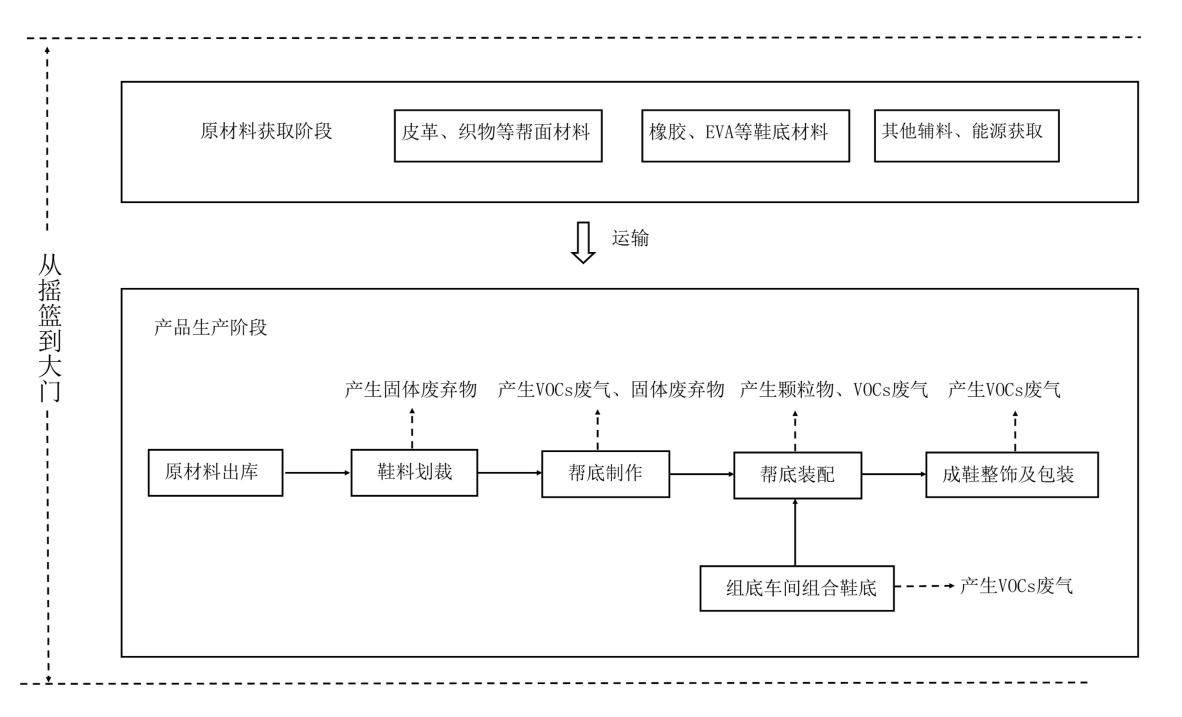 原材料获取阶段
皮革、织物等帮面材料
橡胶、EVA等鞋底材料
其他辅料、能源获取
运输
从摇篮到大门
产品生产阶段
产生固体废弃物
产生VOCs废气、固体废弃物
产生颗粒物、VOCs废气
产生VOCs废气
原材料出库
鞋料划裁
帮底制作
帮底装配
成鞋整饰及包装
组底车间组合鞋底
产生VOCs废气